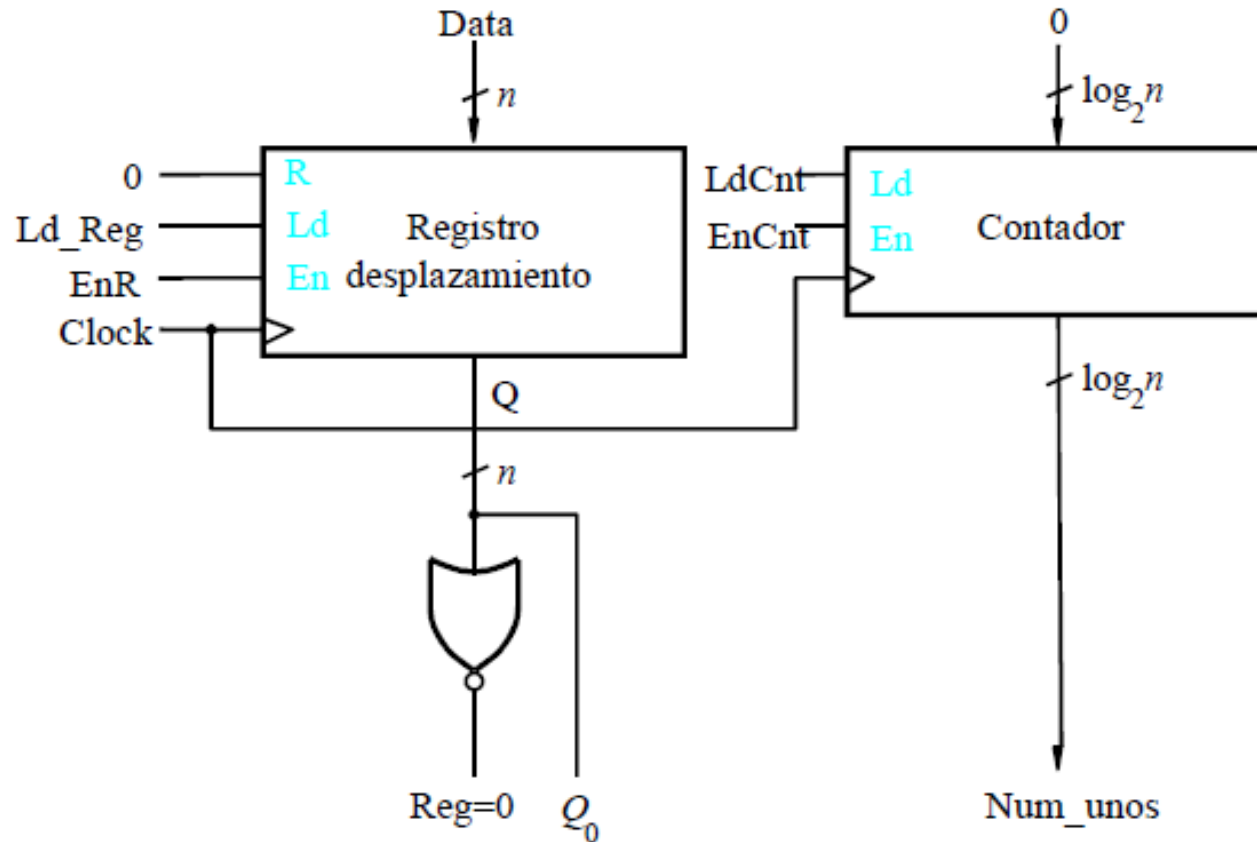 Data
0
n
log2n
0
R
Ld_Reg
Ld
Registro
EnR
En
desplazamiento
Clock
LdCnt
Ld
EnCnt
En
Contador
Q
log2n
n
Reg=0
Q0
Num_unos